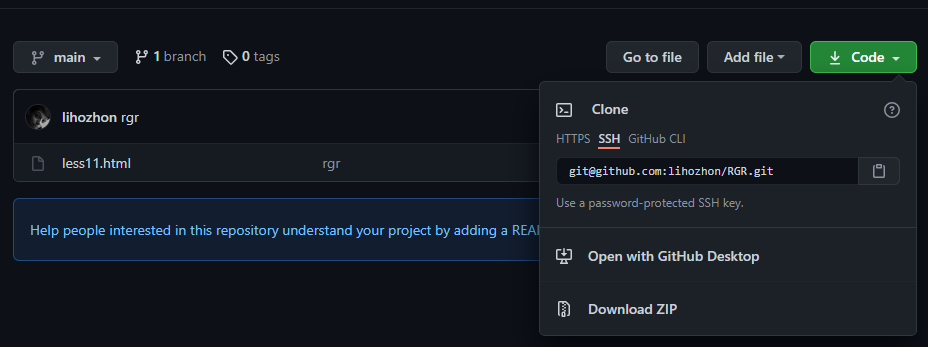 main 1 branch 0 tags Go to file Add file Code
lihozhon rgr
less11.html rgr
Help people interested in this repository understand your project by adding a
Clone
HTTPS SSH GitHub CLI
git@github.com:lihozhon/RGR.git
Use a password-protected SSH key.
Open with GitHub Desktop
Download ZIP